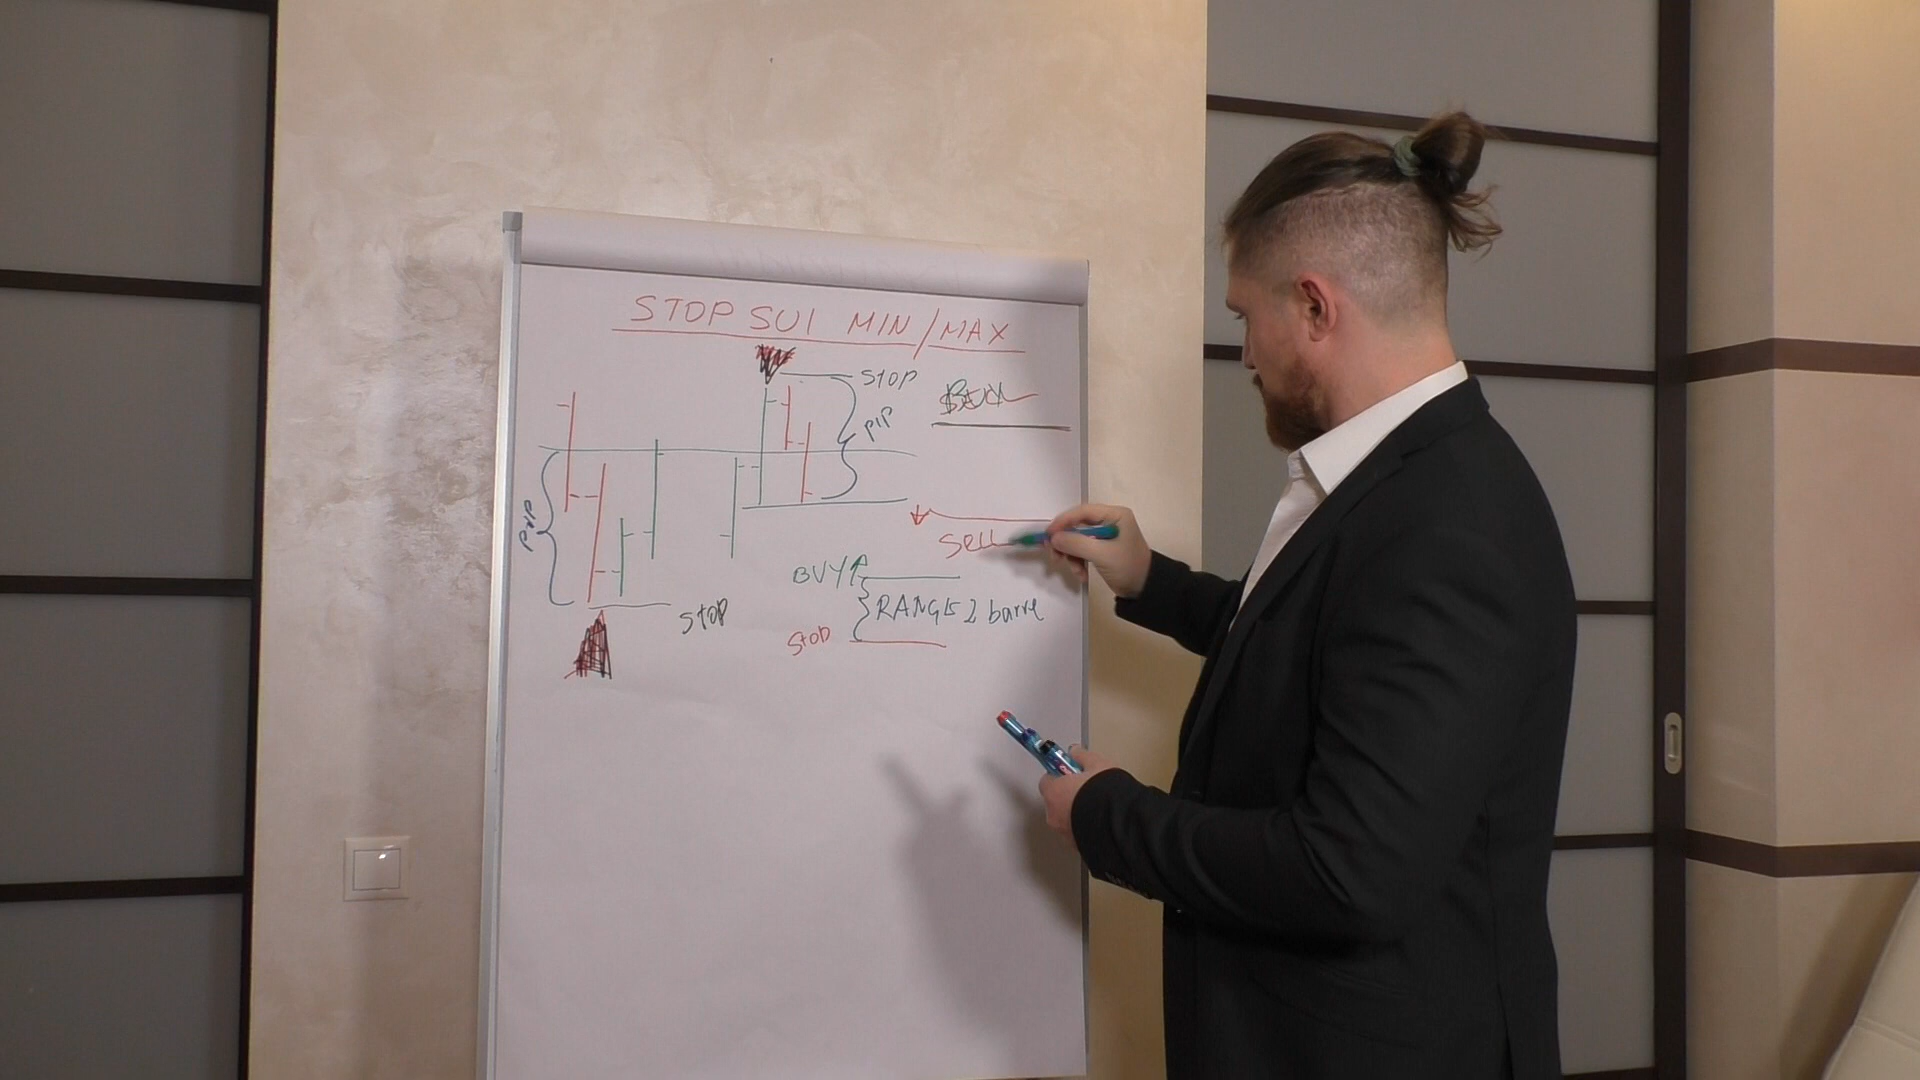 STOP SUI MIN/MAX
STOP
PIP
PIP
STOP
Sell
BUY
RANGE 2 barre
STOP